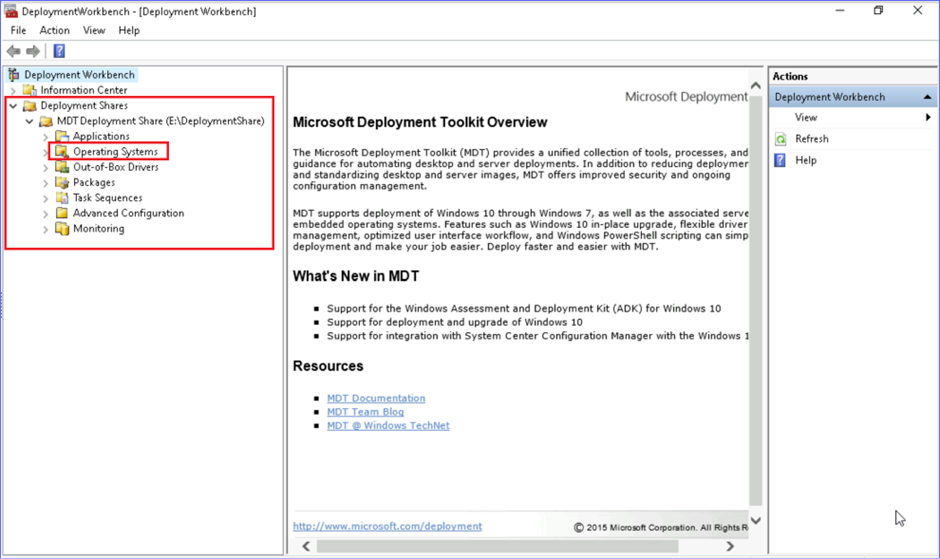 DeploymentWorkbench - [Deployment Workbench]
File Action View Help
Deployment Workbench
Information Center
Deployment Shares
MDT Deployment Share (E:\DeploymentShare)
Applications
Operating Systems
Out-of-Box Drivers
Packages
Task Sequences
Advanced Configuration
Monitoring
Microsoft Deployment
Microsoft Deployment Toolkit Overview
The Microsoft Deployment Toolkit (MDT) provides a unified collection of tools, processes, and
guidance for automating desktop and server deployments. In addition to reducing deploymer
and standardizing desktop and server images, MDT offers improved security and ongoing
configuration management.
MDT supports deployment of Windows 10 through Windows 7, as well as the associated serve
embedded operating systems. Features such as Windows 10 in-place upgrade, flexible driver
management, optimized user interface workflow, and Windows PowerShell scripting can simp
deployment and make your job easier. Deploy faster and easier with MDT.
What's New in MDT
Support for the Windows Assessment and Deployment Kit (ADK) for Windows 10
Support for deployment and upgrade of Windows 10
Support for integration with System Center Configuration Manager with the Windows 1
Resources
MDT Documentation
MDT Team Blog
MDT @ Windows TechNet
http://www.microsoft.com/deployment
© 2015 Microsoft Corporation. All Rights R
Actions
Deployment Workbench
View
Refresh
Help